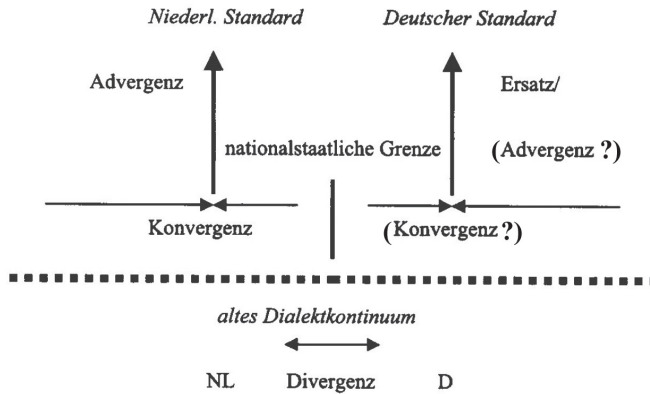 Niederl. Standard Deutscher Standard
Advergenz Ersatz/
nationalstaatliche Grenze (Advergenz ?)
Konvergenz (Konvergenz ?)
altes Dialektkontinuum
NL Divergenz D